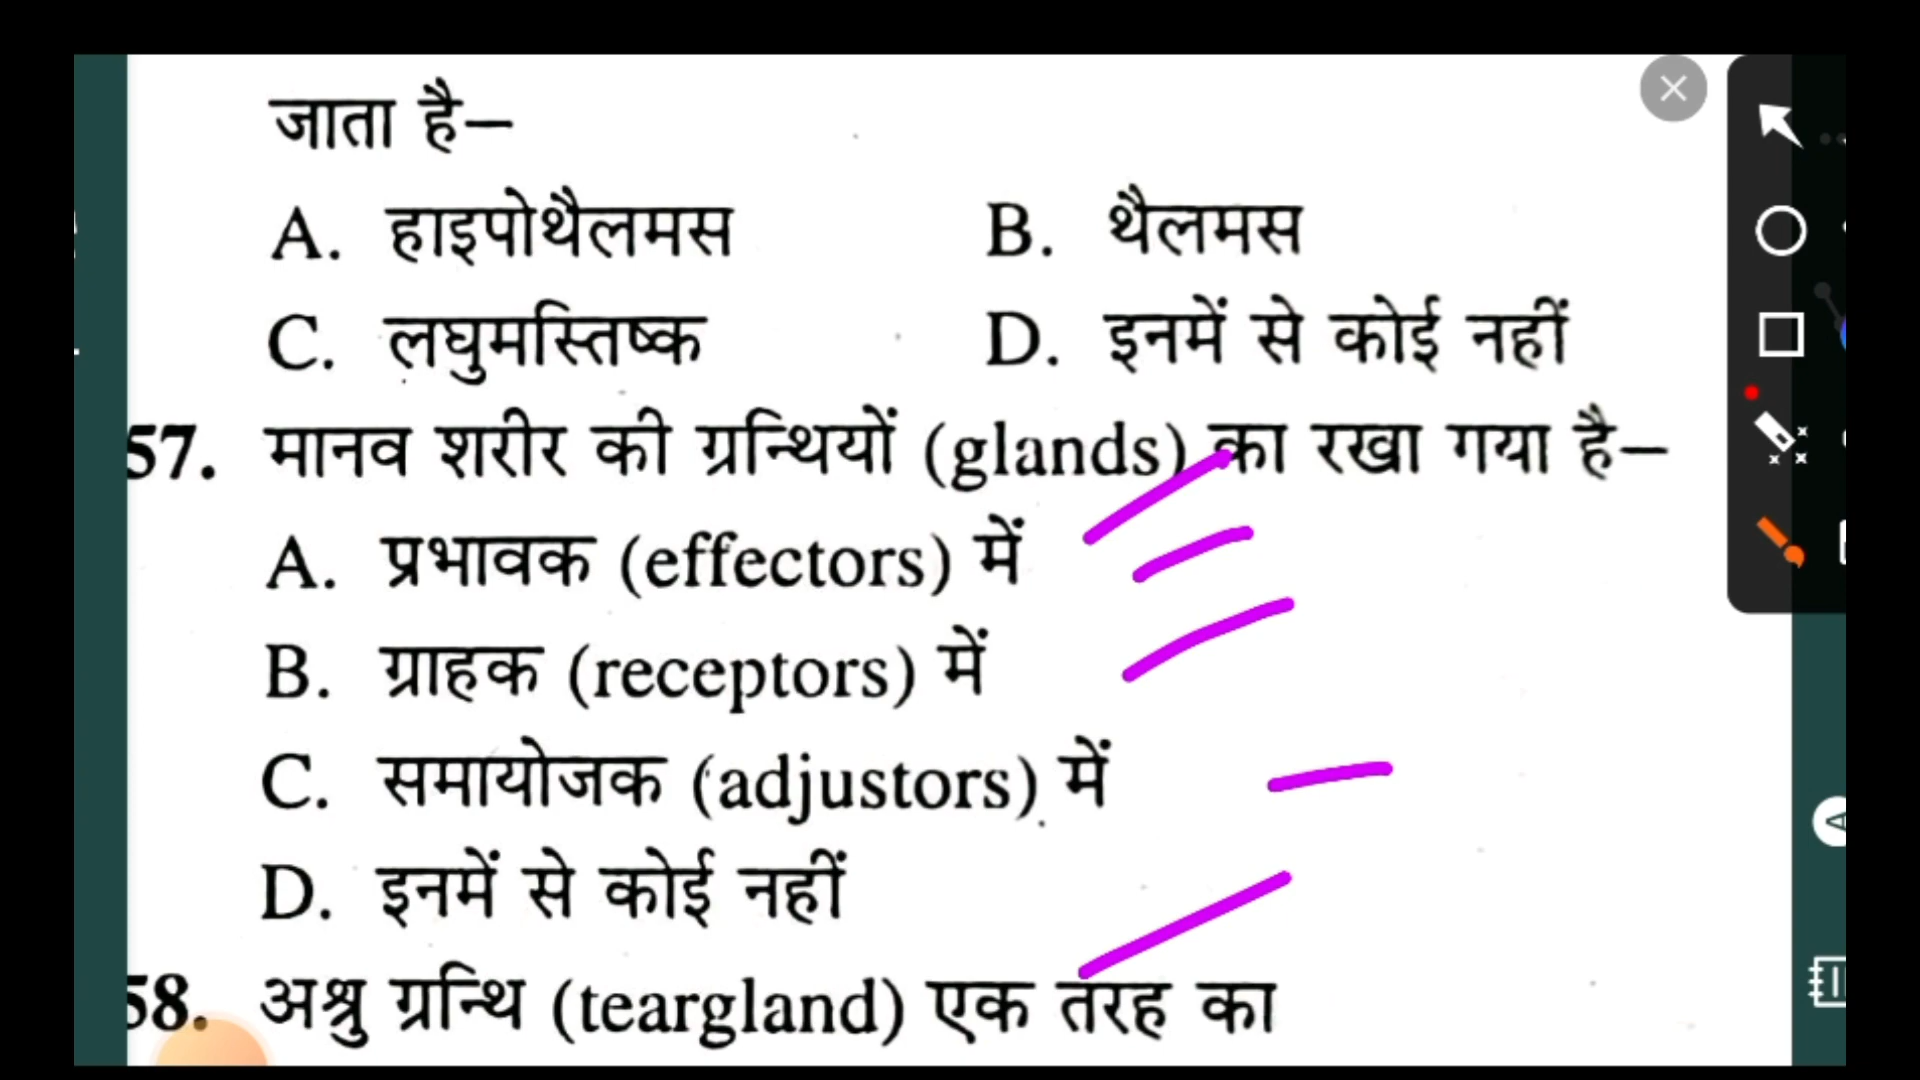 जाता है—
A. हाइपोथैलमस B. थैलमस
C. लघुमस्तिष्क D. इनमें से कोई नहीं
57. मानव शरीर की ग्रन्थियों (glands) का रखा गया है—
A. प्रभावक (effectors) में
B. ग्राहक (receptors) में
C. समायोजक (adjustors) में
D. इनमें से कोई नहीं
58. अश्रु ग्रन्थि (teargland) एक तरह का